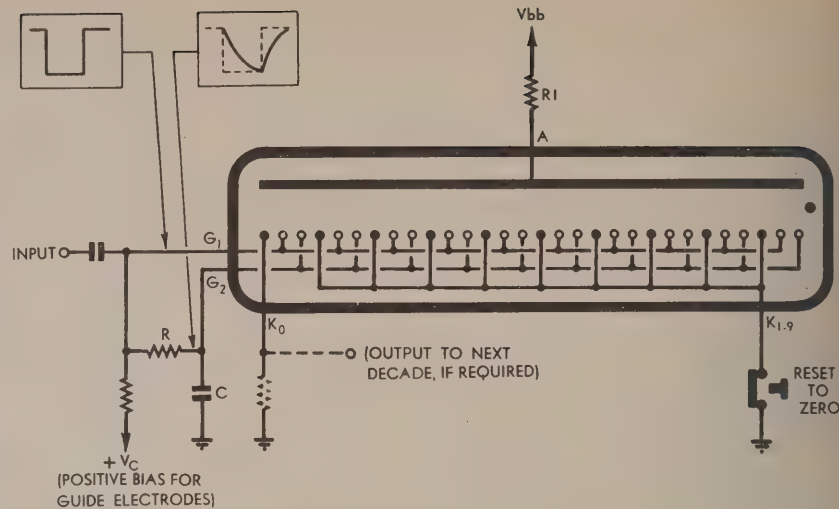 Vbb
R1
A
INPUT
G1
G2
K0
K1-9
R
C
(OUTPUT TO NEXT
DECADE, IF REQUIRED)
RESET
TO
ZERO
+ VC
(POSITIVE BIAS FOR
GUIDE ELECTRODES)